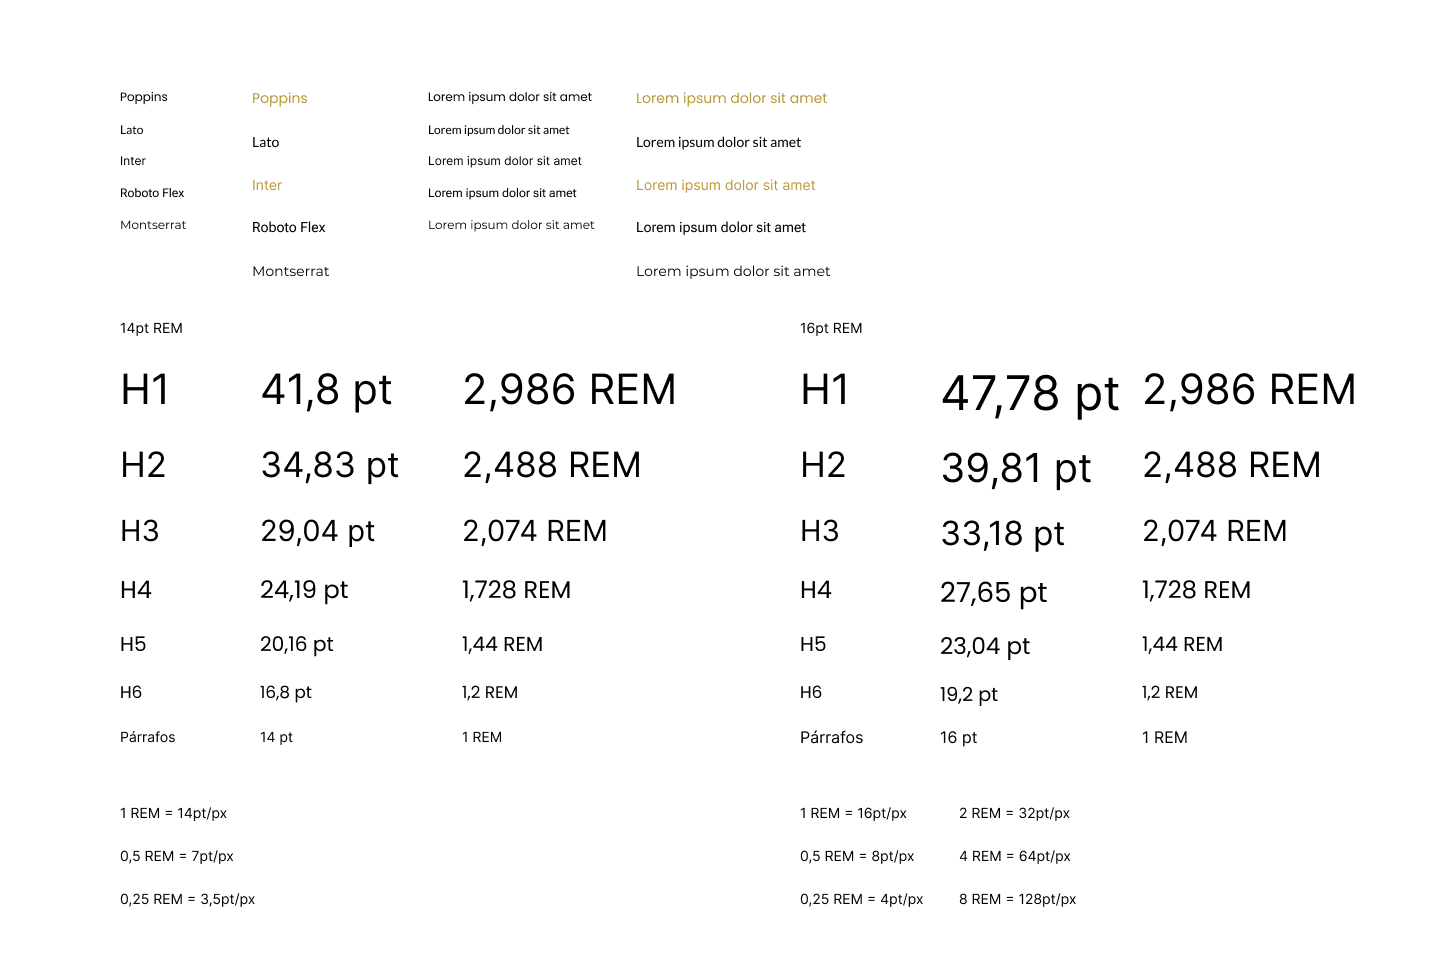 Poppins Poppins Lorem ipsum dolor sit amet Lorem ipsum dolor sit amet
Lato Lato Lorem ipsum dolor sit amet Lorem ipsum dolor sit amet
Inter Inter Lorem ipsum dolor sit amet Lorem ipsum dolor sit amet
Roboto Flex Roboto Flex Lorem ipsum dolor sit amet Lorem ipsum dolor sit amet
Montserrat Montserrat Lorem ipsum dolor sit amet Lorem ipsum dolor sit amet
14pt REM
H1 41,8 pt 2,986 REM
H2 34,83 pt 2,488 REM
H3 29,04 pt 2,074 REM
H4 24,19 pt 1,728 REM
H5 20,16 pt 1,44 REM
H6 16,8 pt 1,2 REM
Párrafos 14 pt 1 REM
1 REM = 14pt/px
0,5 REM = 7pt/px
0,25 REM = 3,5pt/px
16pt REM
H1 47,78 pt 2,986 REM
H2 39,81 pt 2,488 REM
H3 33,18 pt 2,074 REM
H4 27,65 pt 1,728 REM
H5 23,04 pt 1,44 REM
H6 19,2 pt 1,2 REM
Párrafos 16 pt 1 REM
1 REM = 16pt/px 2 REM = 32pt/px
0,5 REM = 8pt/px 4 REM = 64pt/px
0,25 REM = 4pt/px 8 REM = 128pt/px